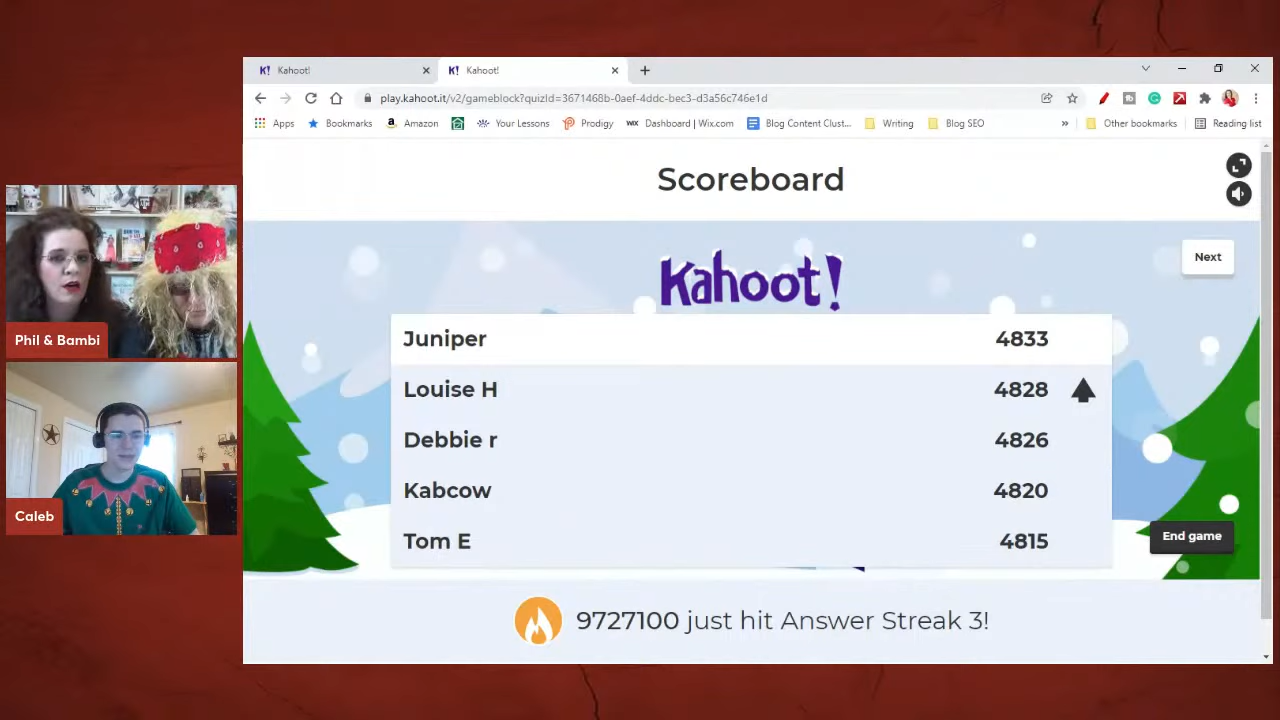 Kahoot!
Kahoot!
play.kahoot.it/v2/gameblock?quizId=3671468b-0aef-4ddc-bec3-d3a56c746e1d
Apps Bookmarks Amazon Your Lessons Prodigy Dashboard | Wix.com Blog Content Clust... Writing Blog SEO » Other bookmarks Reading list
Scoreboard
Kahoot!
Next
Juniper 4833
Louise H 4828
Debbie r 4826
Kabcow 4820
Tom E 4815
End game
9727100 just hit Answer Streak 3!
Phil & Bambi
Caleb